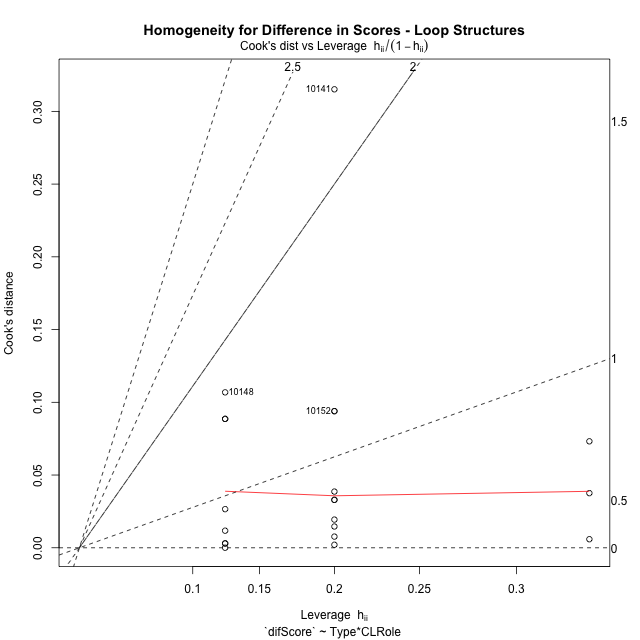 Homogeneity for Difference in Scores - Loop Structures
Cook's dist vs Leverage hii/(1−hii)
2.5
2
10141
1.5
0.30
0.25
0.20
0.15
0.10
0.05
0.00
Cook's distance
10148
10152
1
0.5
0
0.1 0.15 0.2 0.25 0.3
Leverage hii
`difScore` ~ Type*CLRole